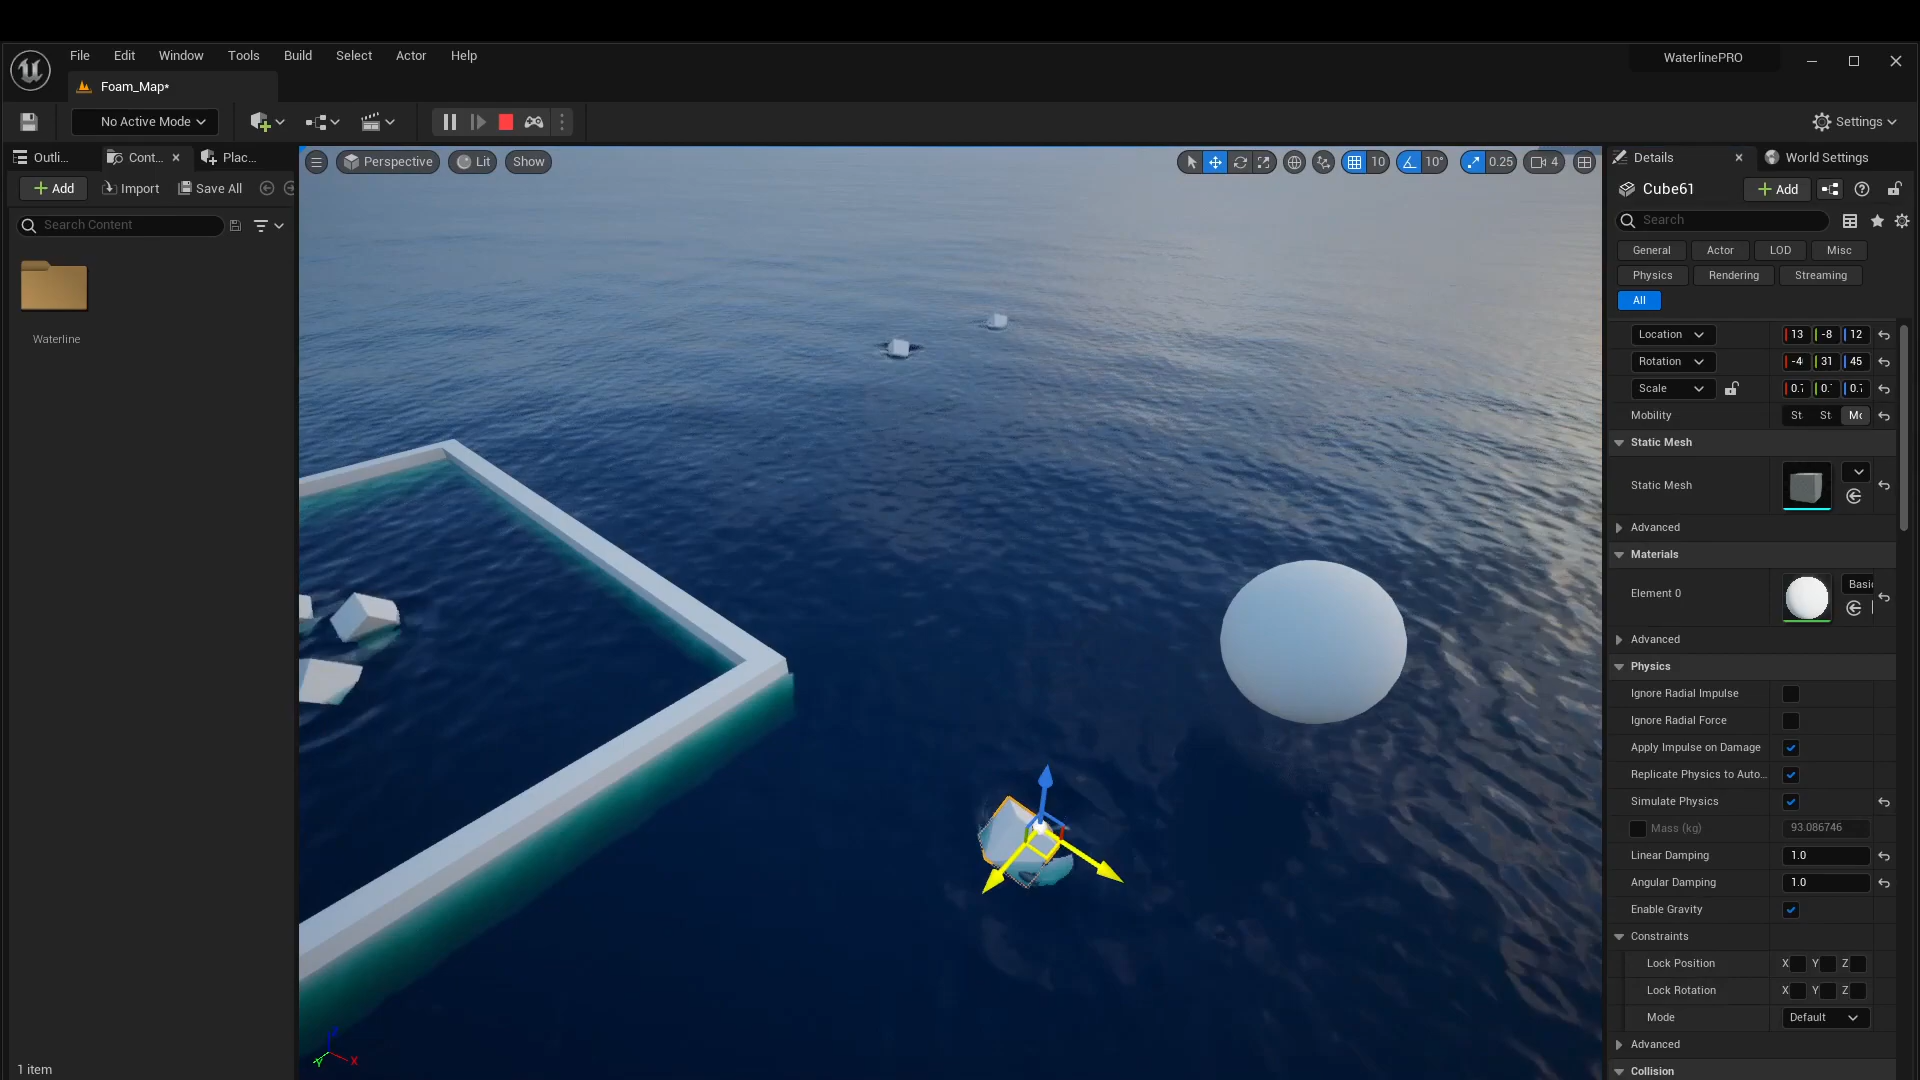 File Edit Window Tools Build Select Actor Help
WaterlinePRO
Foam_Map*
No Active Mode
Settings
Outli...
Cont...
Plac...
Add
Import
Save All
Search Content
Waterline
1 item
Perspective
Lit
Show
10
10°
0.25
4
X
Details
World Settings
Cube61
Add
Search
General Actor LOD Misc
Physics Rendering Streaming
All
Location 13 -8 12
Rotation -4 31 45
Scale
Mobility St St
Static Mesh
Static Mesh
Advanced
Materials
Element 0
Advanced
Physics
Ignore Radial Impulse
Ignore Radial Force
Apply Impulse on Damage
Replicate Physics to Auto...
Simulate Physics
Mass (kg) 93.086746
Linear Damping 1.0
Angular Damping 1.0
Enable Gravity
Constraints
Lock Position X Y Z
Lock Rotation X Y Z
Mode Default
Advanced
Collision